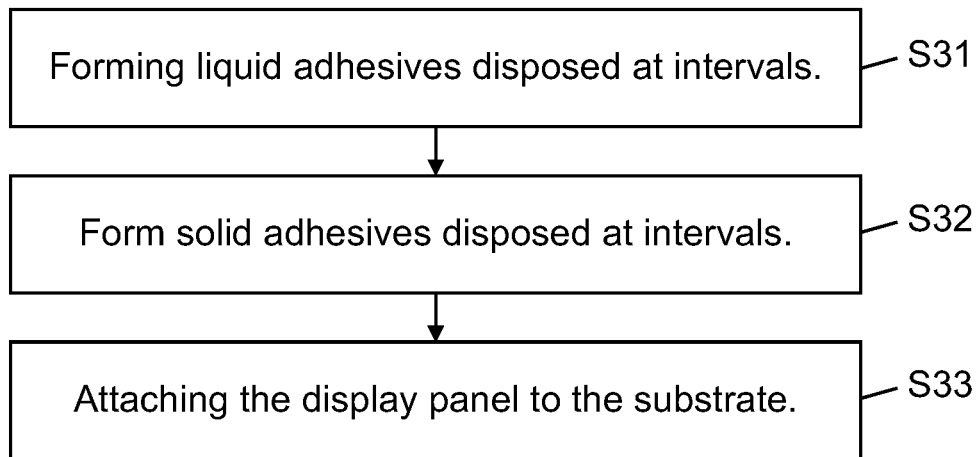 Forming liquid adhesives disposed at intervals.
S31
Form solid adhesives disposed at intervals.
S32
Attaching the display panel to the substrate.
S33